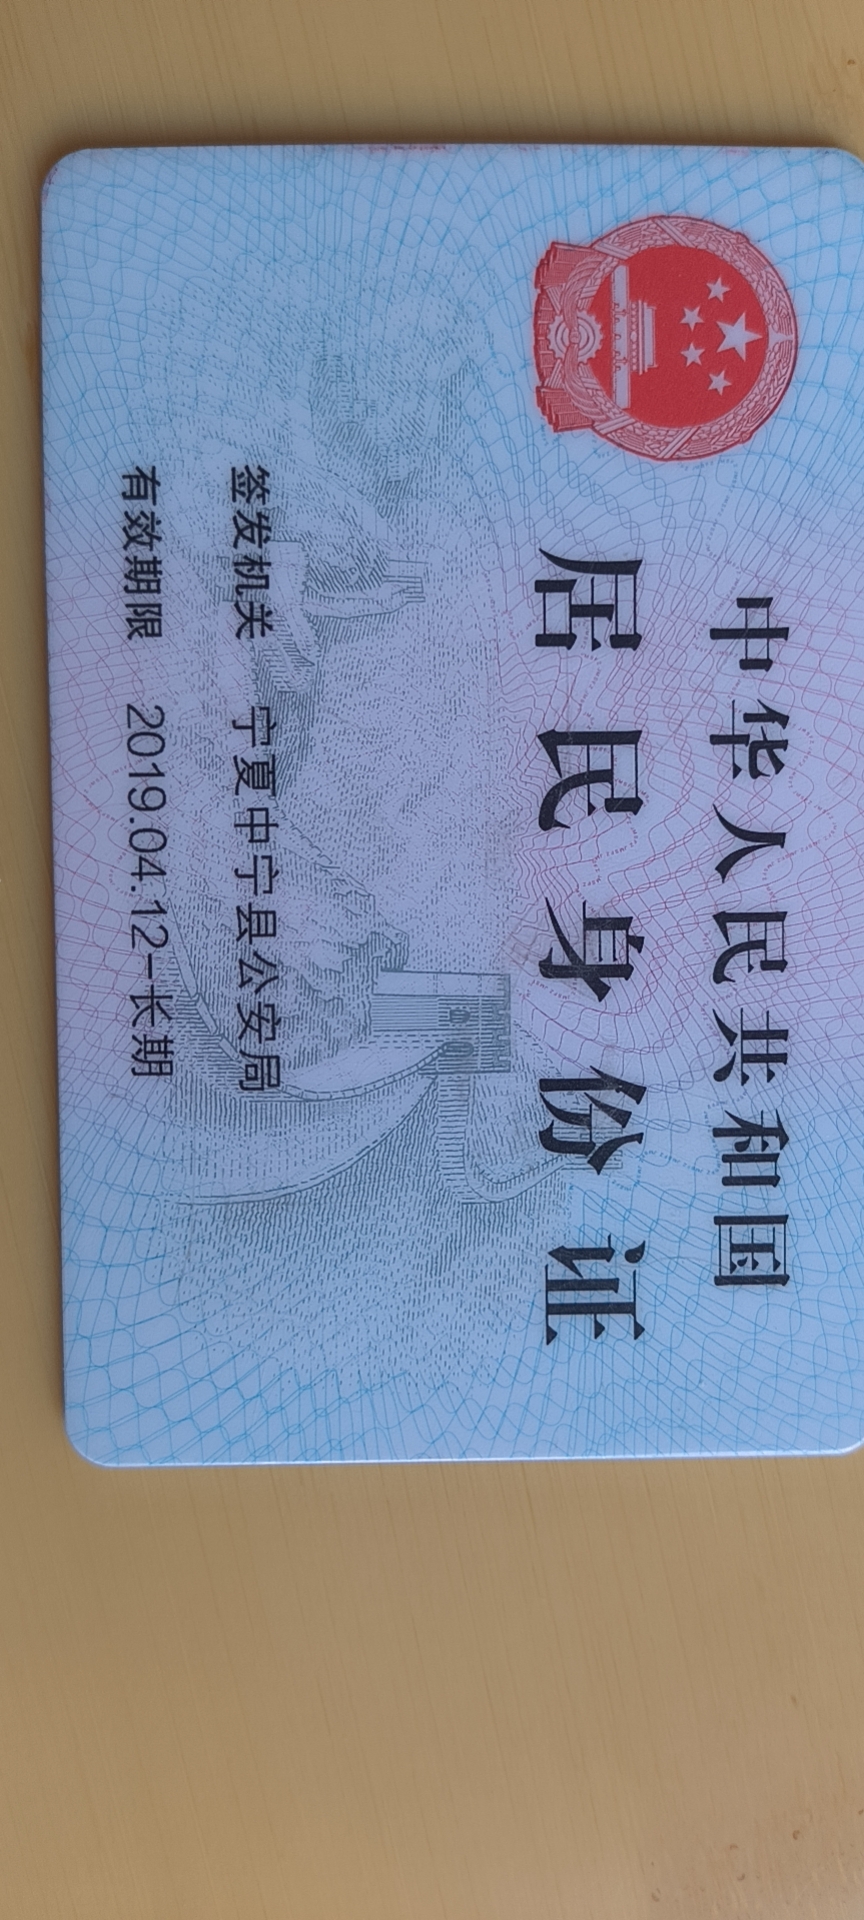 中华人民共和国
居民身份证
签发机关 宁夏中宁县公安局
有效期限 2019.04.12-长期